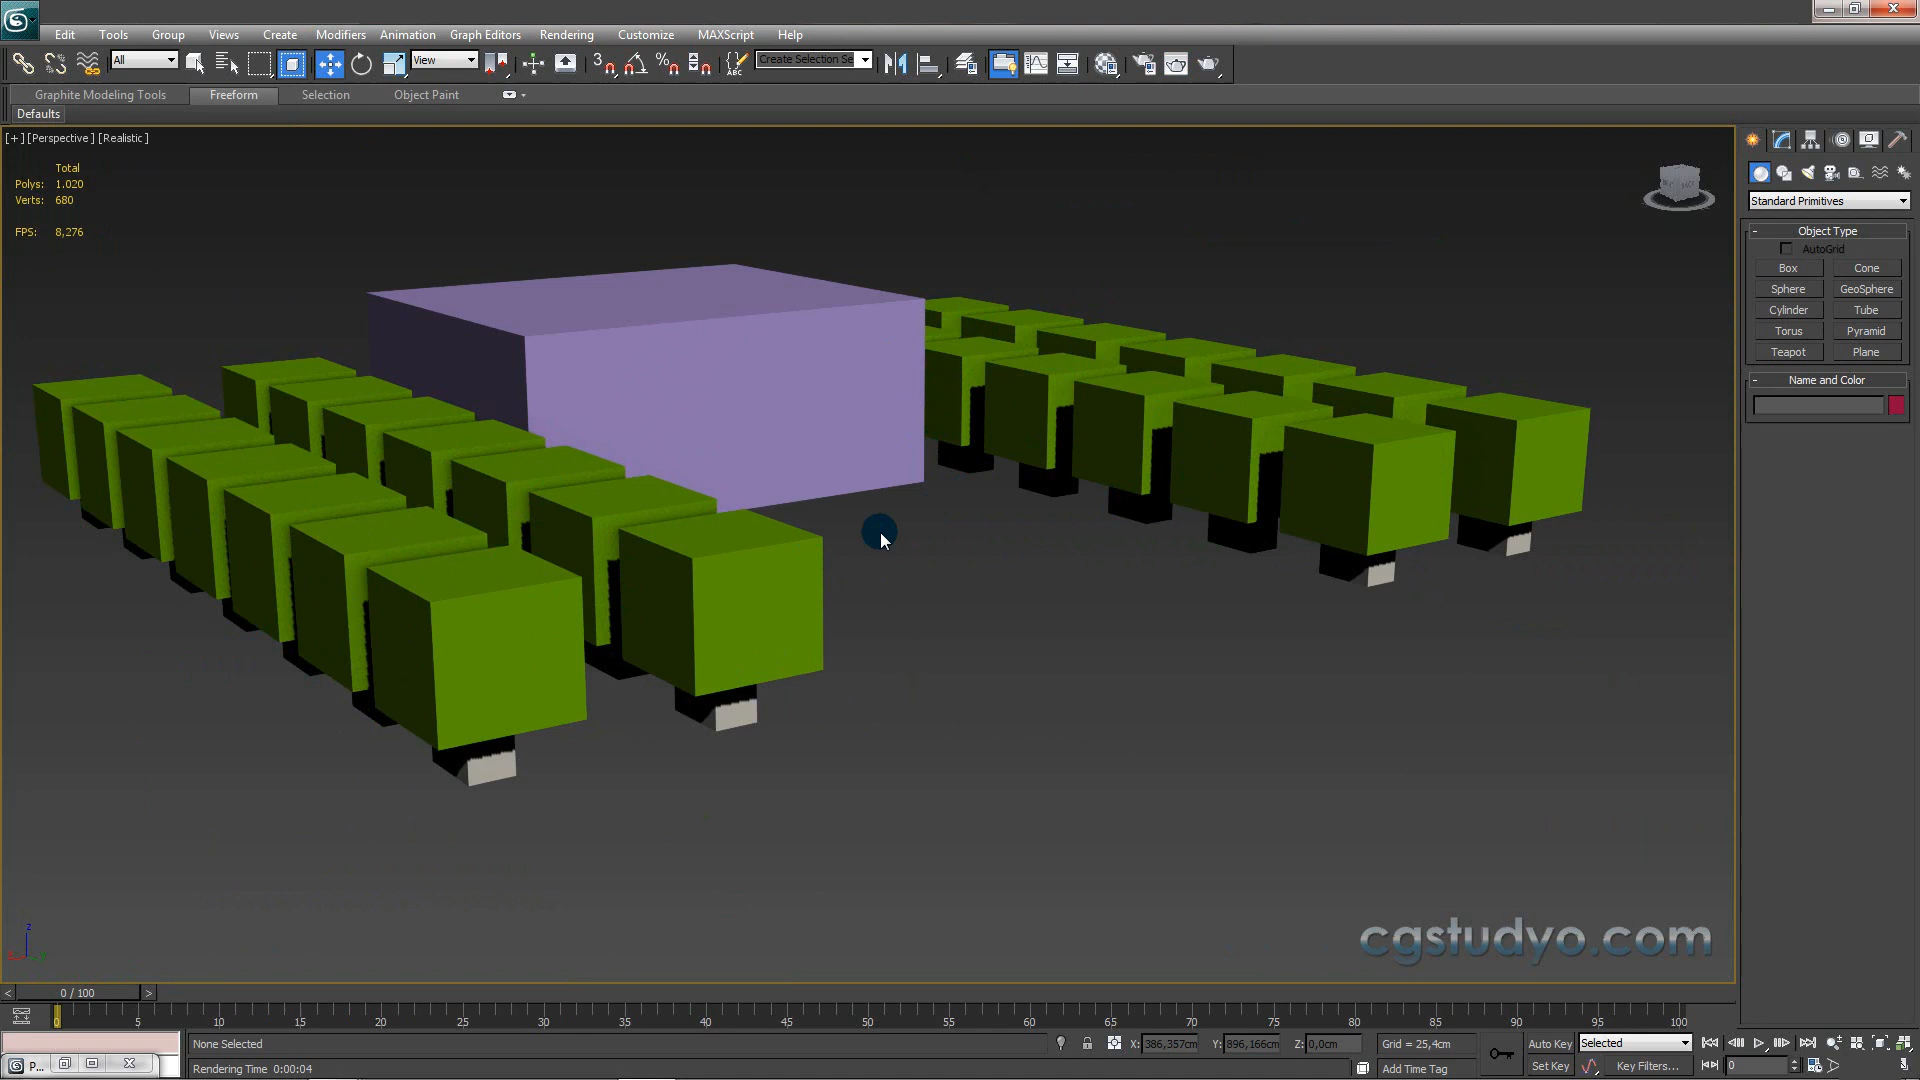 Edit Tools Group Create Views Modifiers Animation Graph Editors Rendering Customize MAXScript Help
All View Create Selection Se
Graphite Modeling Tools Freeform Selection Object Paint
Defaults
[+] [Perspective] [Realistic]
Total
Polys: 1.020
Verts: 680
FPS: 8,276
Standard Primitives
- Object Type
AutoGrid
Box Cone
Sphere GeoSphere
Cylinder Tube
Torus Pyramid
Teapot Plane
- Name and Color
z
cgstudyo.com
< 0 / 100 >
0 5 10 15 20 25 30 35 40 45 50 55 60 65 70 75 80 85 90 95 100
None Selected X: 386,357cm Y: 896,166cm Z: 0,0cm Grid = 25,4cm Auto Key Selected
P... Rendering Time 0:00:04 Add Time Tag Set Key Key Filters... 0